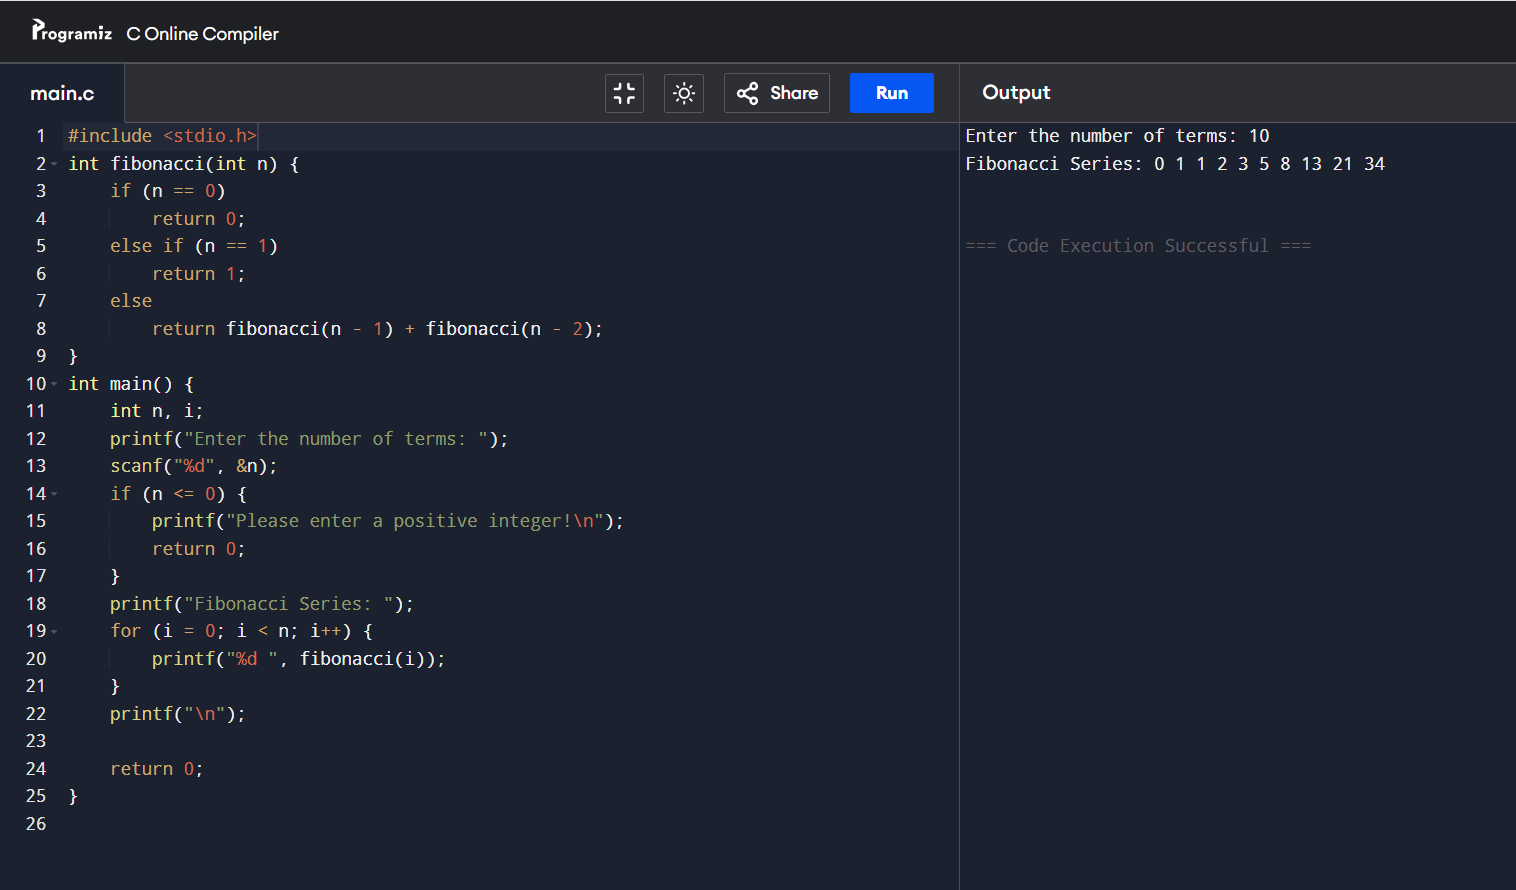 Programiz C Online Compiler
main.c
Share
Run
Output
1 #include <stdio.h>
2 int fibonacci(int n) {
3     if (n == 0)
4         return 0;
5     else if (n == 1)
6         return 1;
7     else
8         return fibonacci(n - 1) + fibonacci(n - 2);
9 }
10 int main() {
11     int n, i;
12     printf("Enter the number of terms: ");
13     scanf("%d", &n);
14     if (n <= 0) {
15         printf("Please enter a positive integer!\n");
16         return 0;
17     }
18     printf("Fibonacci Series: ");
19     for (i = 0; i < n; i++) {
20         printf("%d ", fibonacci(i));
21     }
22     printf("\n");
23
24     return 0;
25 }
26
Enter the number of terms: 10
Fibonacci Series: 0 1 1 2 3 5 8 13 21 34
=== Code Execution Successful ===